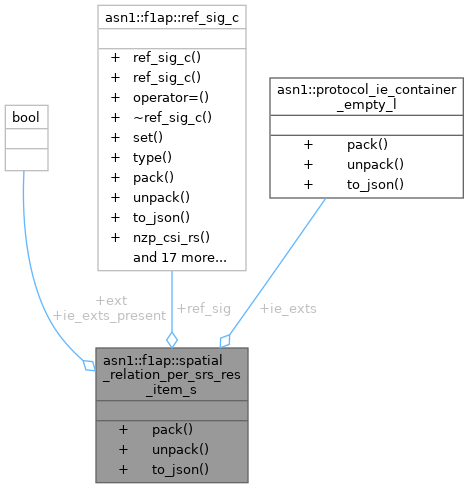 asn1::f1ap::ref_sig_c
+ ref_sig_c()
+ ref_sig_c()
+ operator=()
+ ~ref_sig_c()
+ set()
+ type()
+ pack()
+ unpack()
+ to_json()
+ nzp_csi_rs()
and 17 more...
asn1::protocol_ie_container
_empty_l
+ pack()
+ unpack()
+ to_json()
bool
+ext
+ie_exts_present
+ref_sig
+ie_exts
asn1::f1ap::spatial
_relation_per_srs_res
_item_s
+ pack()
+ unpack()
+ to_json()